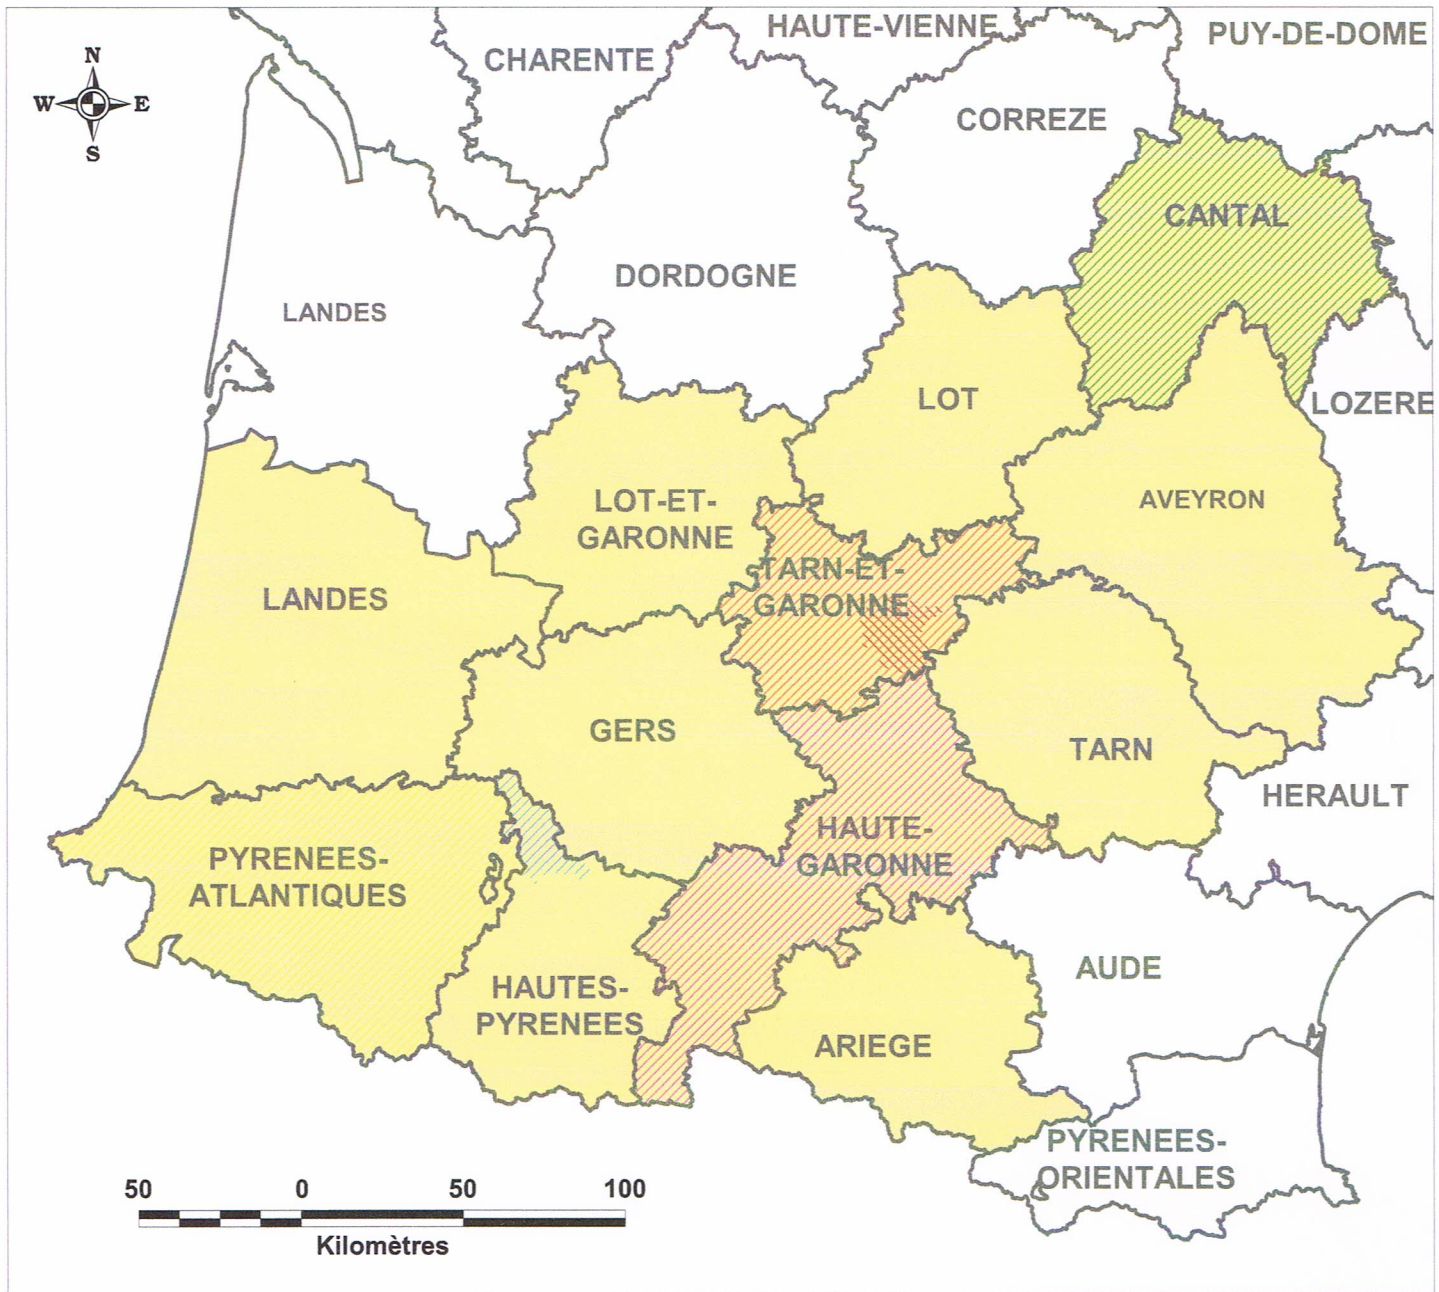 HAUTE-VIENNE
PUY-DE-DOME
CHARENTE
N
W E
S
CORREZE
CANTAL
DORDOGNE
LANDES
LOT
LOZERE
LOT-ET-
GARONNE
AVEYRON
TARN-ET-
GARONNE
LANDES
GERS
TARN
HERAULT
HAUTE-
GARONNE
PYRENEES-
ATLANTIQUES
AUDE
HAUTES-
PYRENEES
ARIEGE
PYRENEES-
ORIENTALES
50 0 50 100
Kilomètres